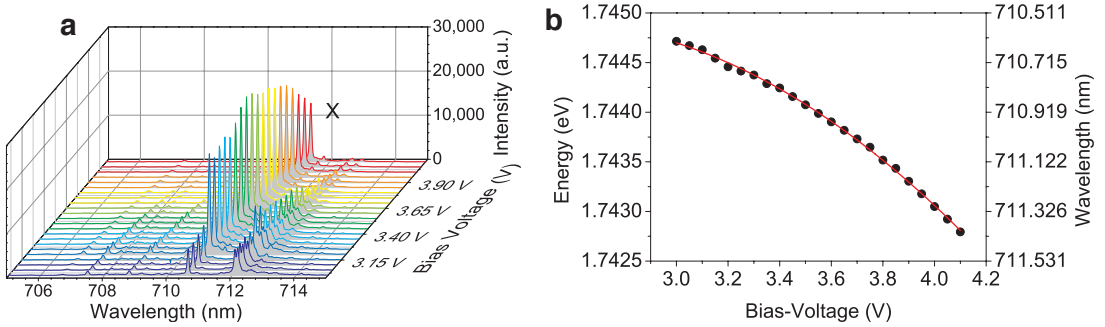 a
30,000
20,000
10,000
0
Intensity (a.u.)
X
3.90 V
3.65 V
3.40 V
3.15 V
Bias Voltage (V)
706
708
710
712
714
Wavelength (nm)
b
1.7450
1.7445
1.7440
1.7435
1.7430
1.7425
Energy (eV)
710.511
710.715
710.919
711.122
711.326
711.531
Wavelength (nm)
3.0
3.2
3.4
3.6
3.8
4.0
4.2
Bias-Voltage (V)